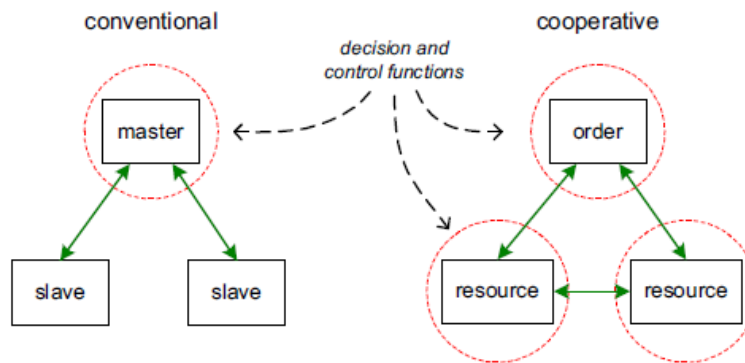 conventional
cooperative
decision and
control functions
master
order
slave
slave
resource
resource